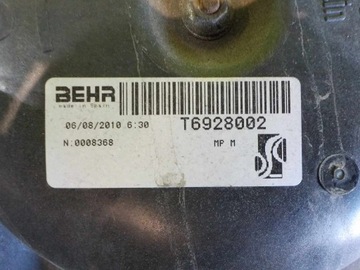 BEHR
made in Spain
06/08/2010 6:30
T6928002
N:0008368
MP M